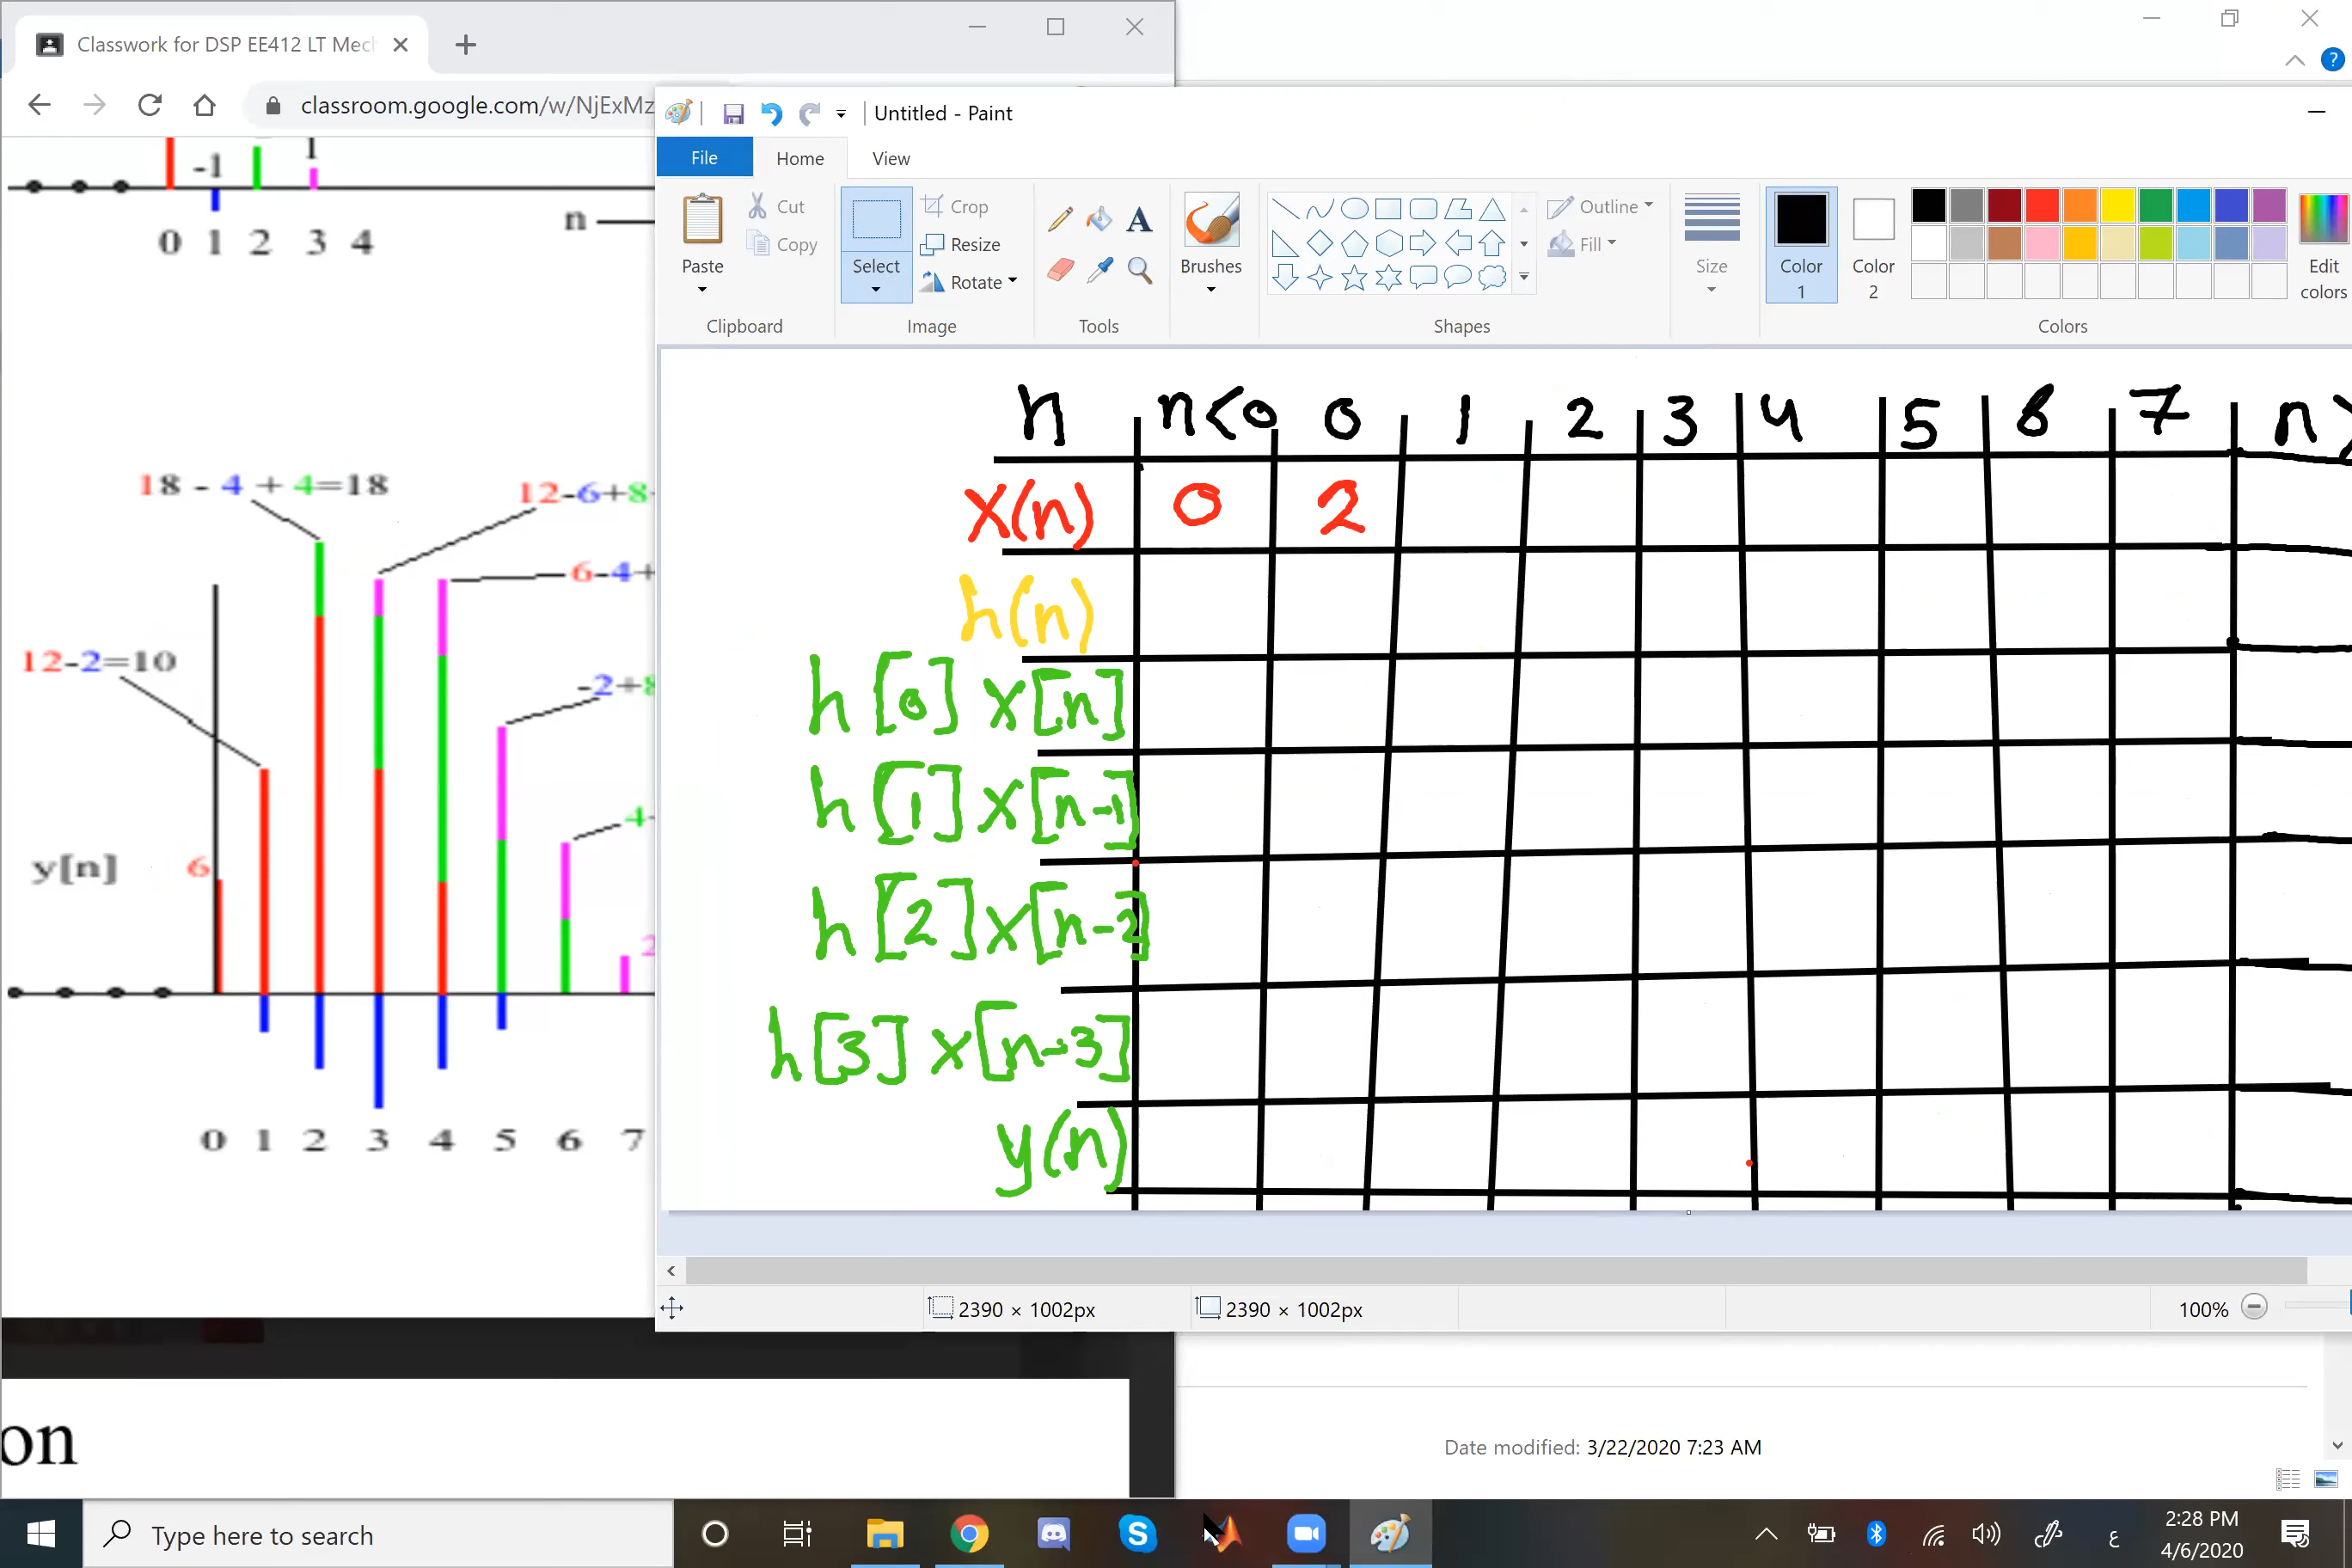 Classwork for DSP EE412 LT Mech
classroom.google.com/w/NjExMz
Untitled - Paint
File Home View
Paste
Cut
Copy
Clipboard
Select
Crop
Resize
Rotate
Image
Tools
Brushes
Shapes
Outline
Fill
Size
Color 1
Color 2
Edit colors
Colors
-1 1
0 1 2 3 4
n
18 - 4 + 4=18
12-6+8
6-4+
12-2=10
-2+8
4
y[n] 6
2
0 1 2 3 4 5 6 7
n n<0 0 1 2 3 4 5 6 7 n>
x(n) 0 2
h(n)
h[0] x[n]
h[1] x[n-1]
h[2] x[n-2]
h[3] x[n-3]
y(n)
2390 × 1002px 2390 × 1002px 100%
on
Date modified: 3/22/2020 7:23 AM
Type here to search
ع
2:28 PM
4/6/2020